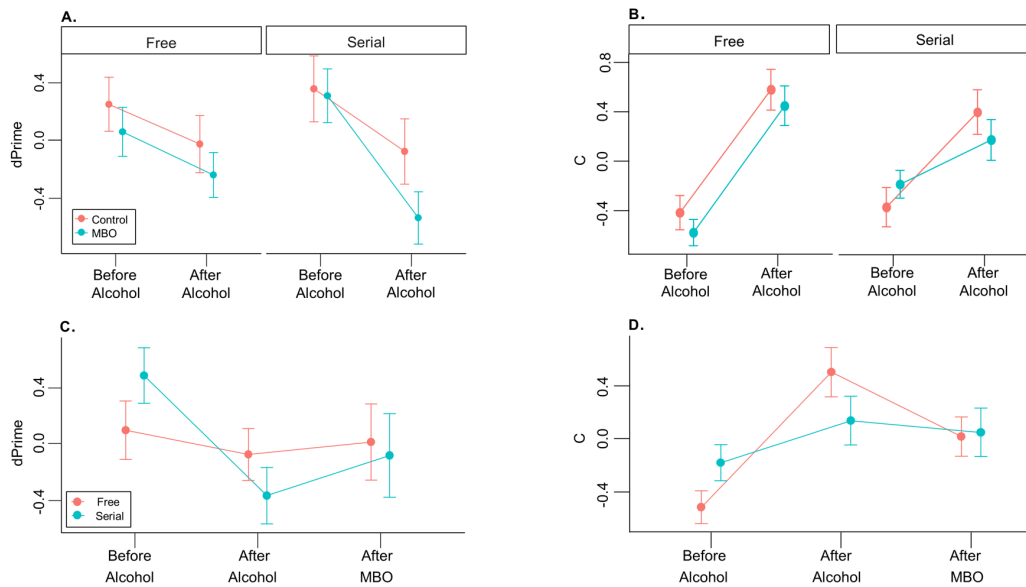 A.
Free
Serial
dPrime
0.4
0.0
-0.4
Control
MBO
Before
Alcohol
After
Alcohol
Before
Alcohol
After
Alcohol
B.
Free
Serial
C
0.8
0.4
0.0
-0.4
Before
Alcohol
After
Alcohol
Before
Alcohol
After
Alcohol
C.
dPrime
0.4
0.0
-0.4
Free
Serial
Before
Alcohol
After
Alcohol
After
MBO
D.
C
0.4
0.0
-0.4
Before
Alcohol
After
Alcohol
After
MBO